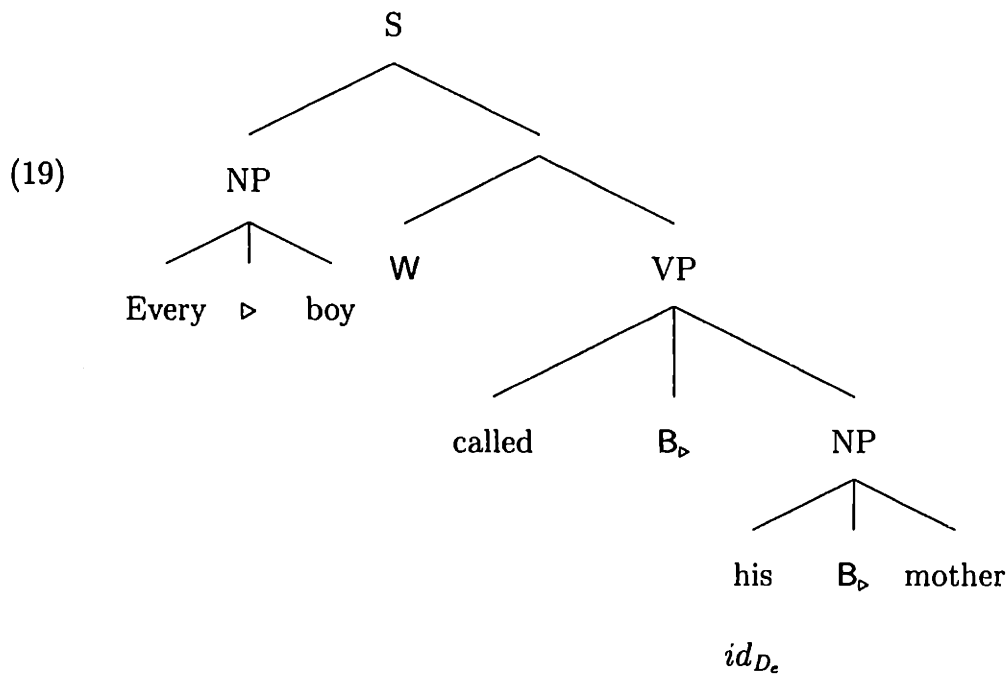 S
(19)
NP
W
VP
Every ▷ boy
called
B▷
NP
his
B▷
mother
id_{D_e}